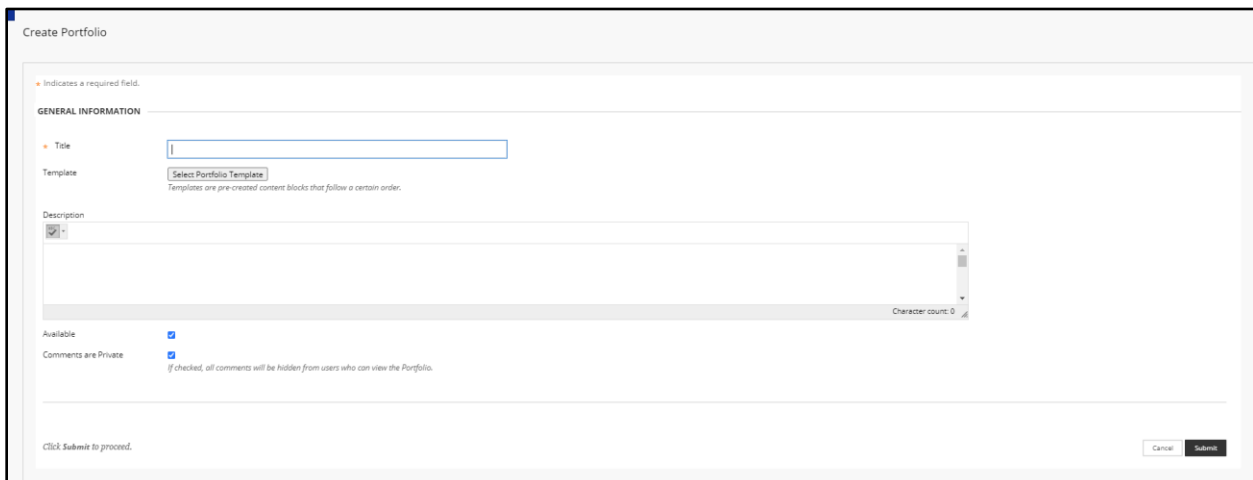 Create Portfolio
* Indicates a required field.
GENERAL INFORMATION
* Title
Template
Select Portfolio Template
Templates are pre-created content blocks that follow a certain order.
Description
Character count: 0
Available
Comments are Private
If checked, all comments will be hidden from users who can view the Portfolio.
Click Submit to proceed.
Cancel Submit